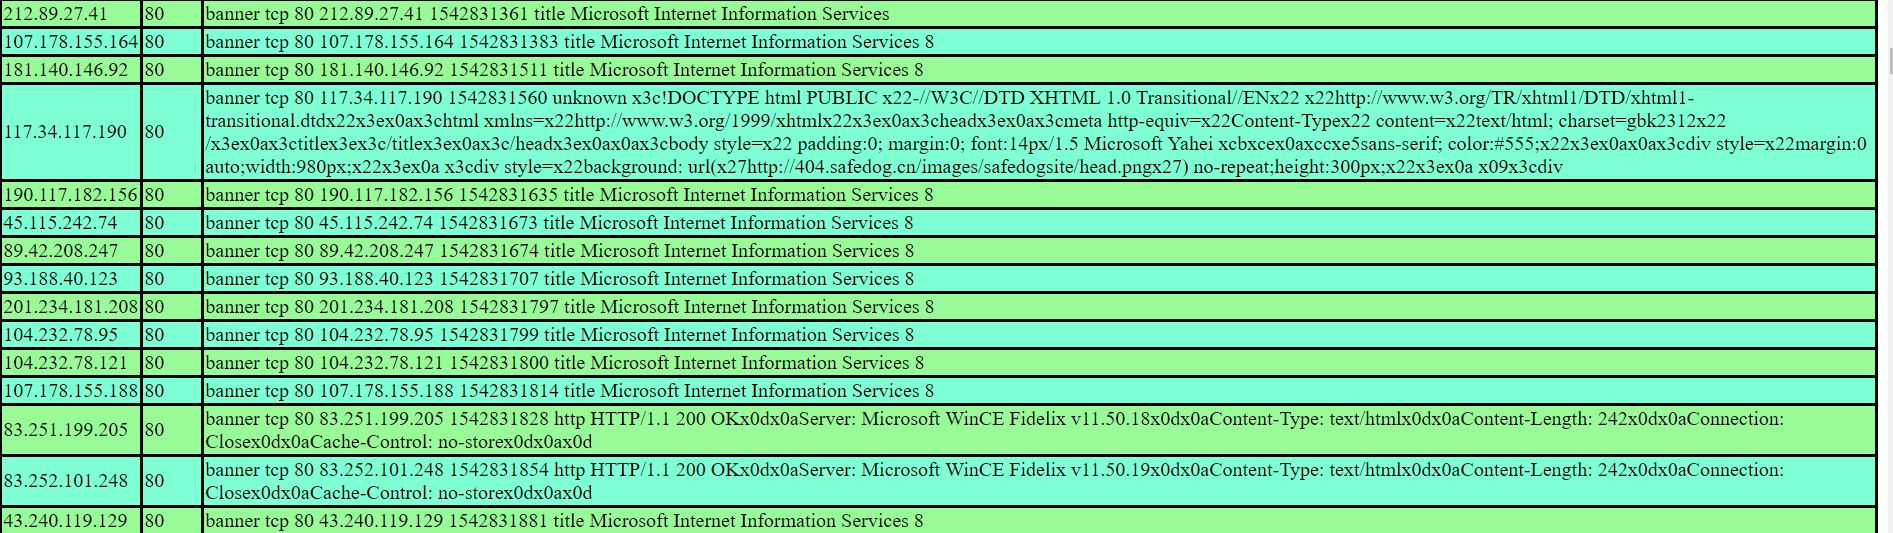 212.89.27.41 80 banner tcp 80 212.89.27.41 1542831361 title Microsoft Internet Information Services
107.178.155.164 80 banner tcp 80 107.178.155.164 1542831383 title Microsoft Internet Information Services 8
181.140.146.92 80 banner tcp 80 181.140.146.92 1542831511 title Microsoft Internet Information Services 8
117.34.117.190 80 banner tcp 80 117.34.117.190 1542831560 unknown x3c!DOCTYPE html PUBLIC x22-//W3C//DTD XHTML 1.0 Transitional//ENx22 x22http://www.w3.org/TR/xhtml1/DTD/xhtml1-
transitional.dtdx22x3ex0ax3chtml xmlns=x22http://www.w3.org/1999/xhtmlx22x3ex0ax3cheadx3ex0ax3cmeta http-equiv=x22Content-Typex22 content=x22text/html; charset=gbk2312x22
/x3ex0ax3ctitlex3ex3c/titlex3ex0ax3c/headx3ex0ax0ax3cbody style=x22 padding:0; margin:0; font:14px/1.5 Microsoft Yahei xcbxcex0axccxe5sans-serif; color:#555;x22x3ex0ax0ax3cdiv style=x22margin:0
auto;width:980px;x22x3ex0a x3cdiv style=x22background: url(x27http://404.safedog.cn/images/safedogsite/head.pngx27) no-repeat;height:300px;x22x3ex0a x09x3cdiv
190.117.182.156 80 banner tcp 80 190.117.182.156 1542831635 title Microsoft Internet Information Services 8
45.115.242.74 80 banner tcp 80 45.115.242.74 1542831673 title Microsoft Internet Information Services 8
89.42.208.247 80 banner tcp 80 89.42.208.247 1542831674 title Microsoft Internet Information Services 8
93.188.40.123 80 banner tcp 80 93.188.40.123 1542831707 title Microsoft Internet Information Services 8
201.234.181.208 80 banner tcp 80 201.234.181.208 1542831797 title Microsoft Internet Information Services 8
104.232.78.95 80 banner tcp 80 104.232.78.95 1542831799 title Microsoft Internet Information Services 8
104.232.78.121 80 banner tcp 80 104.232.78.121 1542831800 title Microsoft Internet Information Services 8
107.178.155.188 80 banner tcp 80 107.178.155.188 1542831814 title Microsoft Internet Information Services 8
83.251.199.205 80 banner tcp 80 83.251.199.205 1542831828 http HTTP/1.1 200 OKx0dx0aServer: Microsoft WinCE Fidelix v11.50.18x0dx0aContent-Type: text/htmlx0dx0aContent-Length: 242x0dx0aConnection:
Closex0dx0aCache-Control: no-storex0dx0ax0d
83.252.101.248 80 banner tcp 80 83.252.101.248 1542831854 http HTTP/1.1 200 OKx0dx0aServer: Microsoft WinCE Fidelix v11.50.19x0dx0aContent-Type: text/htmlx0dx0aContent-Length: 242x0dx0aConnection:
Closex0dx0aCache-Control: no-storex0dx0ax0d
43.240.119.129 80 banner tcp 80 43.240.119.129 1542831881 title Microsoft Internet Information Services 8